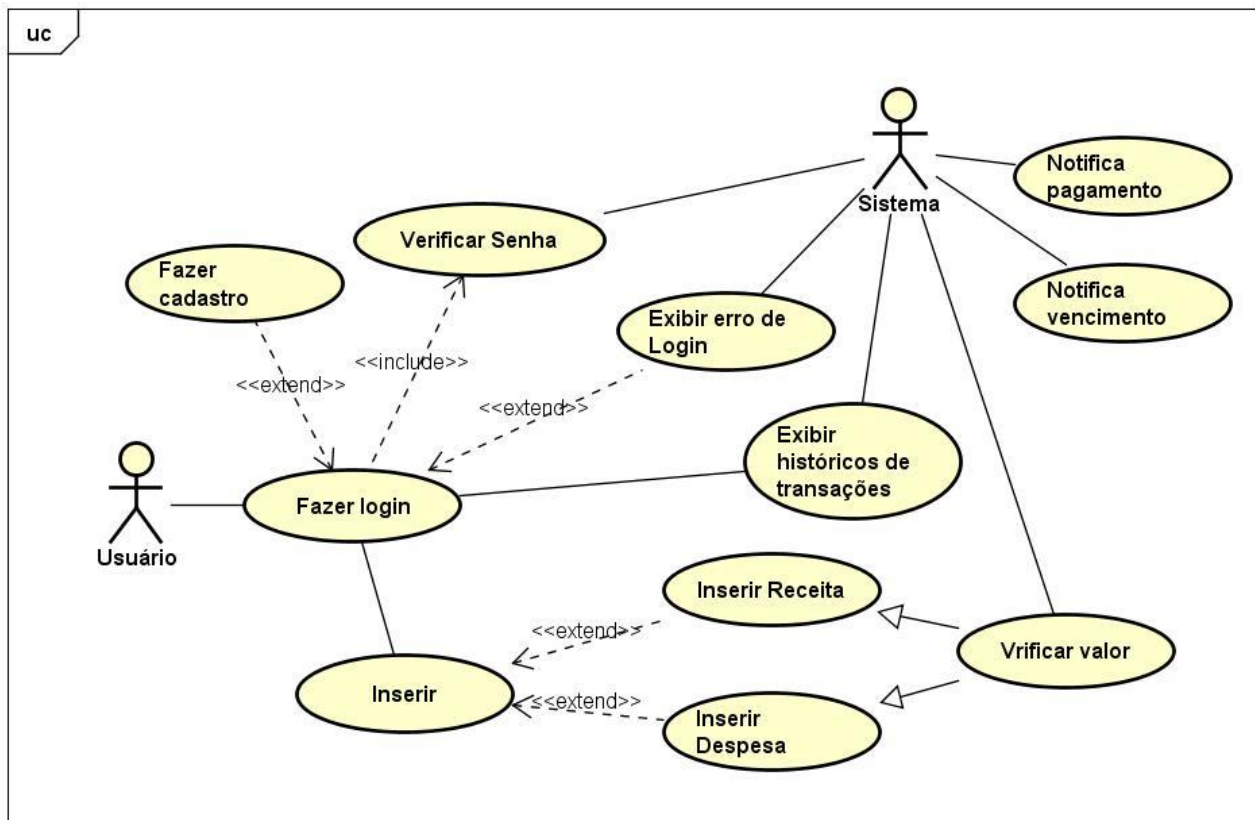 uc
Sistema
Notifica
pagamento
Verificar Senha
Fazer
cadastro
Notifica
vencimento
Exibir erro de
Login
<<include>>
<<extend>>
<<extend>>
Exibir
históricos de
transações
Fazer login
Usuário
Inserir Receita
<<extend>>
Vrificar valor
Inserir
<<extend>>
Inserir
Despesa